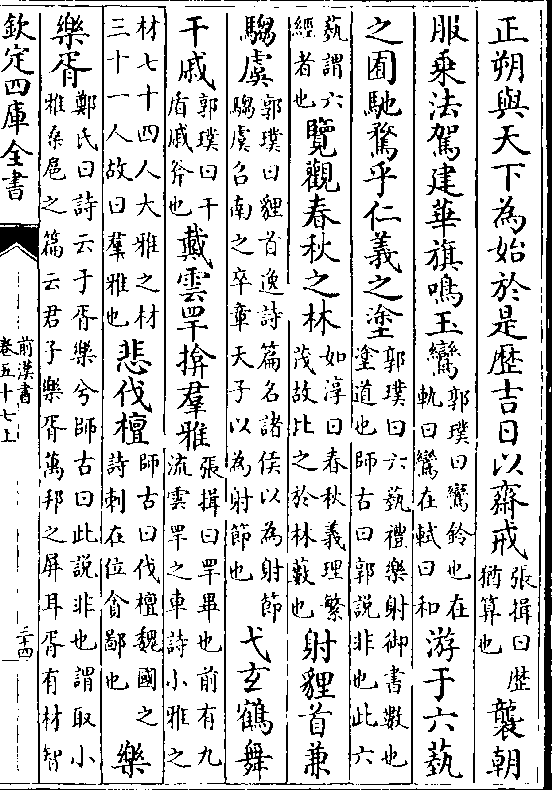 正朔與天下為始於是歴吉日以齋戒張揖曰歴猶算也襲朝
服乗法駕建華旗鳴玉鸞郭璞曰鸞鈴也在軌曰鸞在軾曰和游于六藝
之囿馳騖乎仁義之塗郭璞曰六藝禮樂射御書數也塗道也師古曰郭說非也此六
藝謂六經者也覽觀春秋之林如淳曰春秋義理繁茂故比之於林藪也射貍首兼
騶虞郭璞曰貍首逸詩篇名諸侯以為射節騶虞召南之卒章天子以為射節也弋玄鶴舞
干戚郭璞曰干盾戚斧也戴雲䍐揜羣雅張揖曰䍐畢也前有九流雲䍐之車詩小雅之
材七十四人大雅之材三十一人故曰羣雅也悲伐檀師古曰伐檀魏國之詩刺在位貪鄙也樂
樂胥鄭氏曰詩云于胥樂兮師古曰此說非也謂取小雅桑扈之篇云君子樂胥萬邦之屏耳胥有材智
欽定四庫全書
前漢書
卷五十七上
二十四